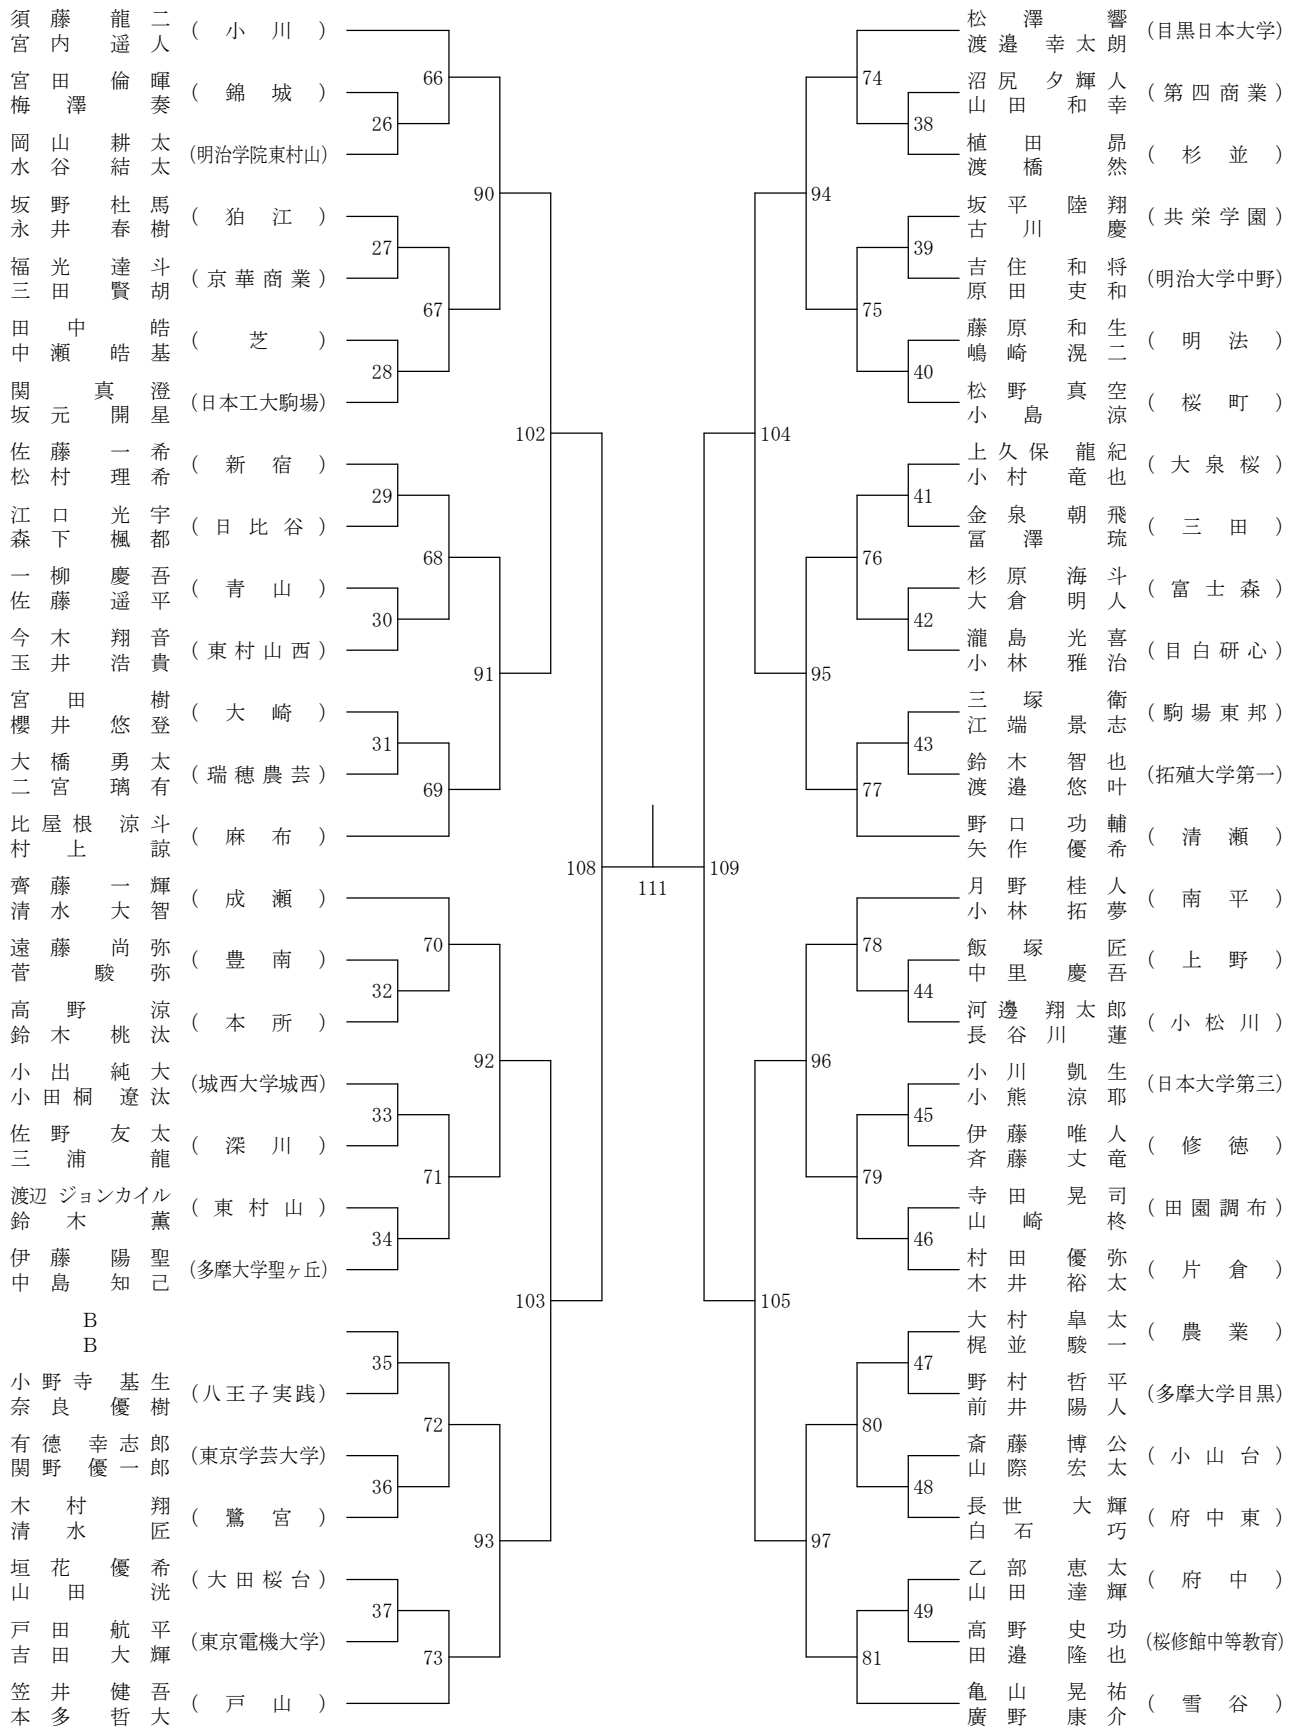 須藤 龍二
宮内 遥人
(小川)
宮田 倫暉
梅澤 奏
(錦城)
岡山 耕太
水谷 結太
(明治学院東村山)
坂野 杜馬
永井 春樹
(狛江)
福光 達斗
三田 賢胡
(京華商業)
田中 皓
中瀬 皓基
(芝)
関 真澄
坂元 開星
(日本工大駒場)
佐藤 一希
松村 理希
(新宿)
江口 光宇
森下 楓都
(日比谷)
一柳 慶吾
佐藤 遥平
(青山)
今木 翔音
玉井 浩貴
(東村山西)
宮田 樹
櫻井 悠登
(大崎)
大橋 勇太
二宮 璃有
(瑞穂農芸)
比屋根 涼斗
村上 諒
(麻布)
齊藤 一輝
清水 大智
(成瀬)
遠藤 尚弥
菅 駿弥
(豊南)
高野 涼
鈴木 桃汰
(本所)
小出 純大
小田桐 遼汰
(城西大学城西)
佐野 友太
三浦 龍
(深川)
渡辺 ジョンカイル
鈴木 薫
(東村山)
伊藤 陽聖
中島 知己
(多摩大学聖ヶ丘)
B
B
小野寺 基生
奈良 優樹
(八王子実践)
有德 幸志郎
関野 優一郎
(東京学芸大学)
木村 翔
清水 匠
(鷺宮)
垣花 優希
山田 洸
(大田桜台)
戸田 航平
吉田 大輝
(東京電機大学)
笠井 健吾
本多 哲大
(戸山)
66
26
90
27
67
28
102
29
68
30
91
31
69
108
70
32
92
33
71
34
103
35
72
36
93
37
73
111
109
74
38
94
39
75
40
104
41
76
42
95
43
77
78
44
96
45
79
46
105
47
80
48
97
49
81
松澤 響
渡邉 幸太朗
(目黒日本大学)
沼尻 夕輝人
山田 和幸
(第四商業)
植田 昴
渡橋 然
(杉並)
坂平 陸翔
古川 慶
(共栄学園)
吉住 和将
原田 吏和
(明治大学中野)
藤原 和生
嶋崎 滉二
(明法)
松野 真空
小島 涼
(桜町)
上久保 龍紀
小村 竜也
(大泉桜)
金泉 朝飛
冨澤 琉
(三田)
杉原 海斗
大倉 明人
(富士森)
瀧島 光喜
小林 雅治
(目白研心)
三塚 衛
江端 景志
(駒場東邦)
鈴木 智也
渡邉 悠叶
(拓殖大学第一)
野口 功輔
矢作 優希
(清瀬)
月野 桂人
小林 拓夢
(南平)
飯塚 匠
中里 慶吾
(上野)
河邊 翔太郎
長谷川 蓮
(小松川)
小川 凱生
小熊 涼耶
(日本大学第三)
伊藤 唯人
斉藤 丈竜
(修徳)
寺田 晃司
山崎 柊
(田園調布)
村田 優弥
木井 裕太
(片倉)
大村 皐太
梶並 駿一
(農業)
野村 哲平
前井 陽人
(多摩大学目黒)
斎藤 博公
山際 宏太
(小山台)
長世 大輝
白石 巧
(府中東)
乙部 恵太
山田 達輝
(府中)
高野 史功
田邉 隆也
(桜修館中等教育)
亀山 晃祐
廣野 康介
(雪谷)